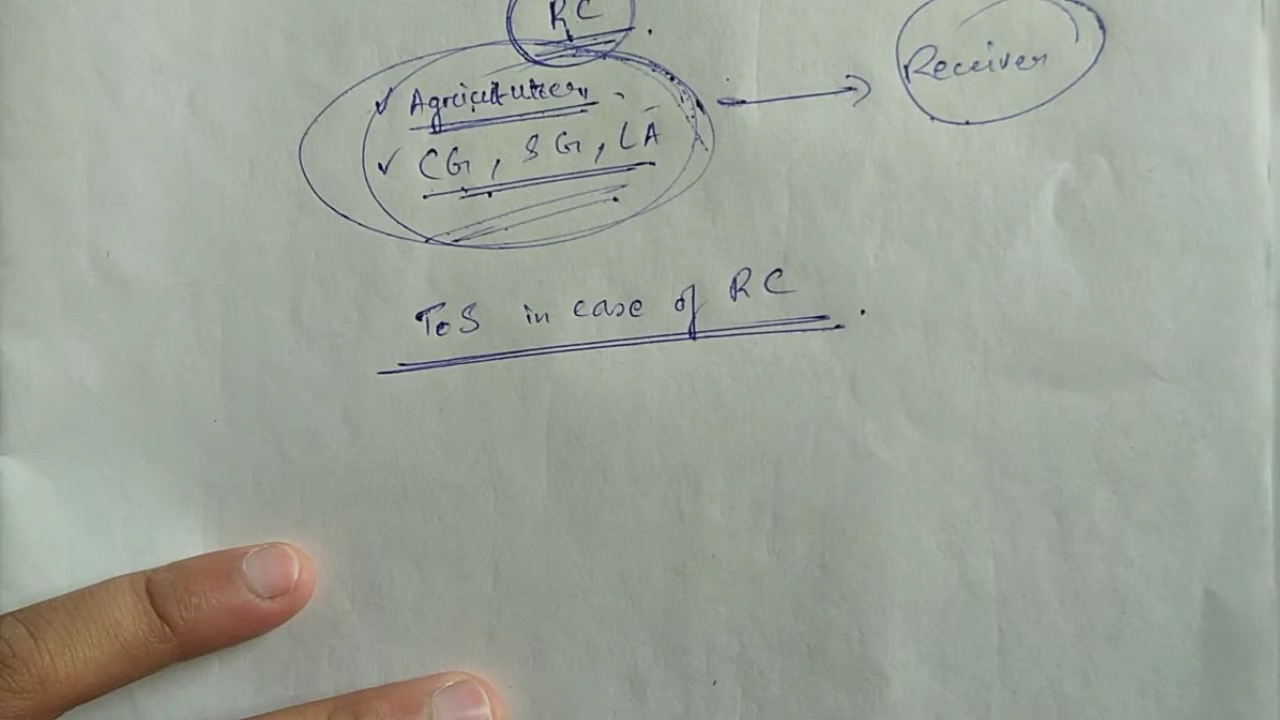 RC.
Receiver
✓ Agriculturer
✓ CG, SG, LA
ToS in case of RC.